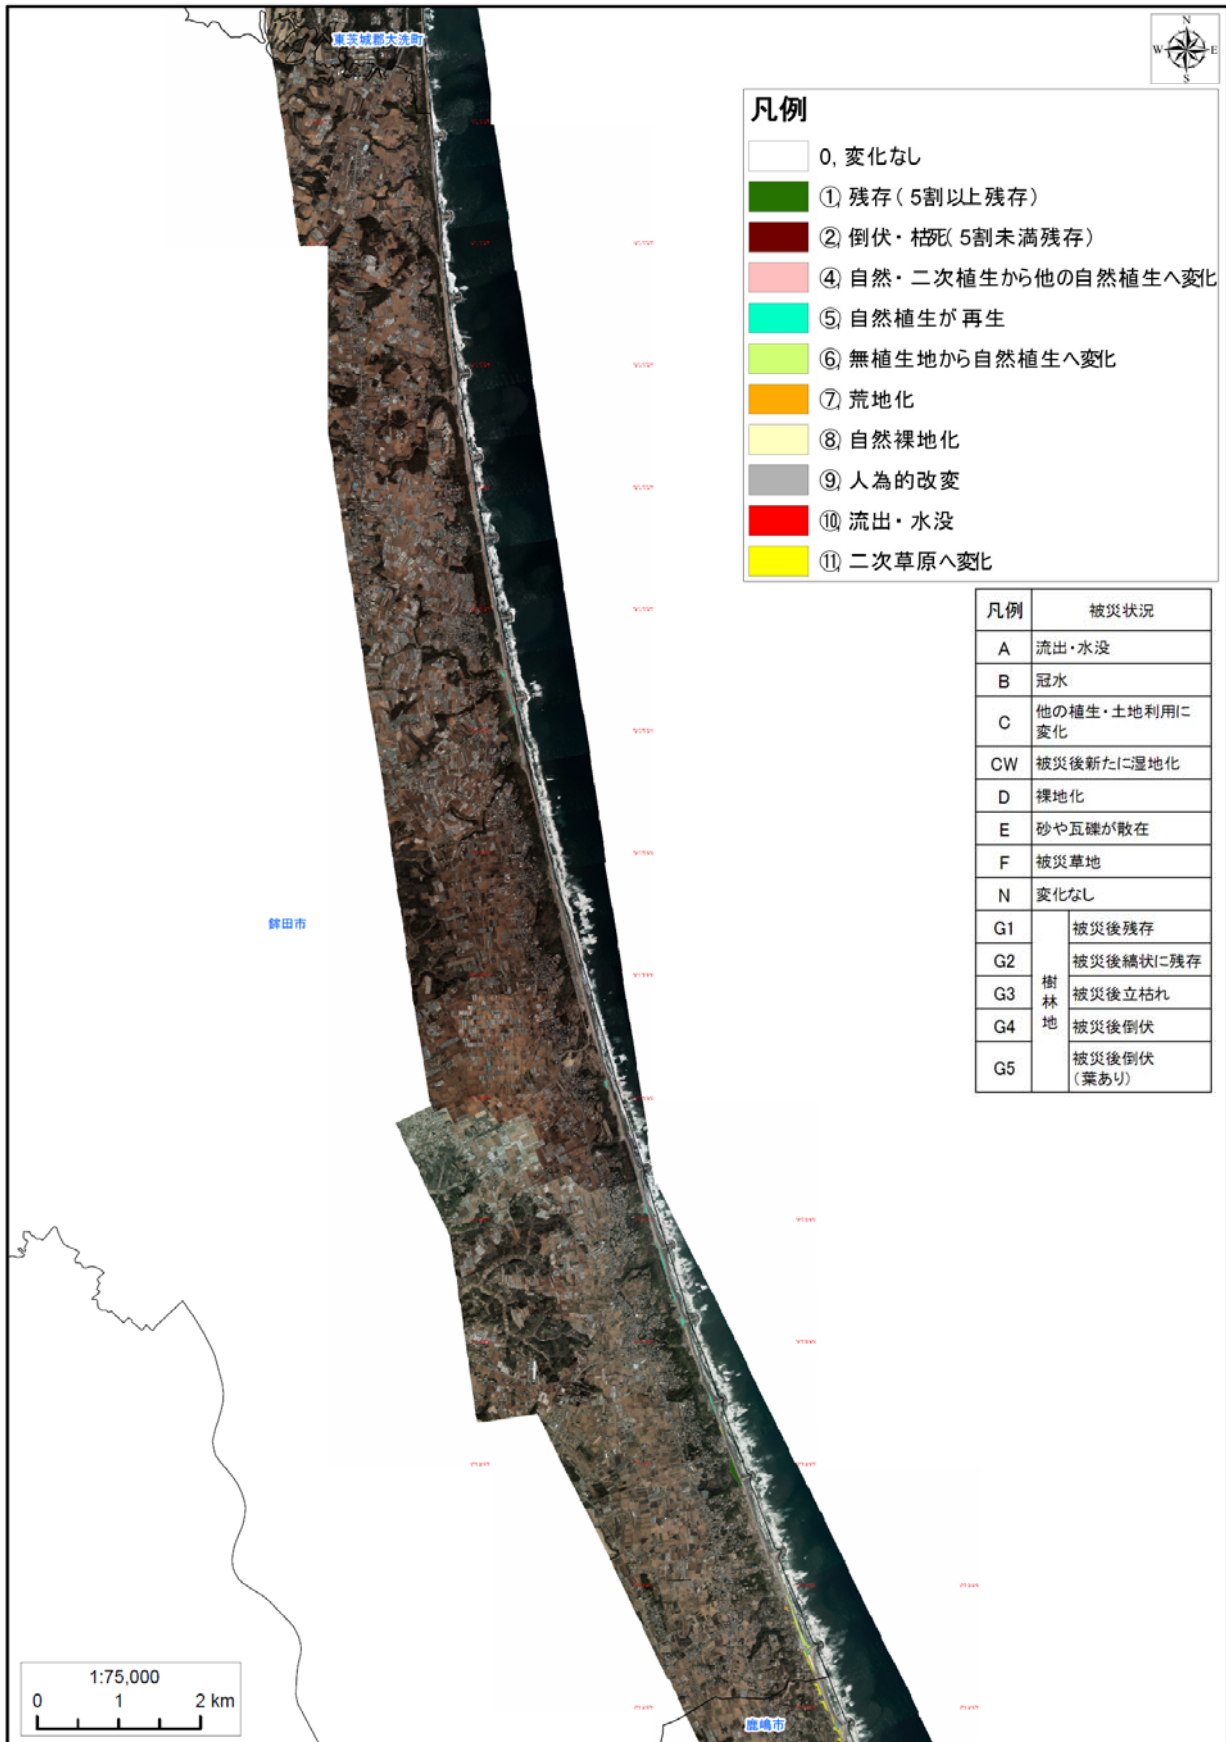 東茨城郡大洗町
N
W
E
S
凡例
0, 変化なし
①, 残存( 5割以上残存)
②, 倒伏・枯死( 5割未満残存)
④, 自然・二次植生から他の自然植生へ変化
⑤, 自然植生が再生
⑥, 無植生地から自然植生へ変化
⑦, 荒地化
⑧, 自然裸地化
⑨, 人為的改変
⑩, 流出・水没
⑪, 二次草原へ変化
凡例 被災状況
A 流出・水没
B 冠水
C 他の植生・土地利用に
変化
CW 被災後新たに湿地化
D 裸地化
E 砂や瓦礫が散在
F 被災草地
N 変化なし
樹林地
G1 被災後残存
G2 被災後縞状に残存
G3 被災後立枯れ
G4 被災後倒伏
G5 被災後倒伏
(葉あり)
鉾田市
1:75,000
0 1 2 km
鹿嶋市